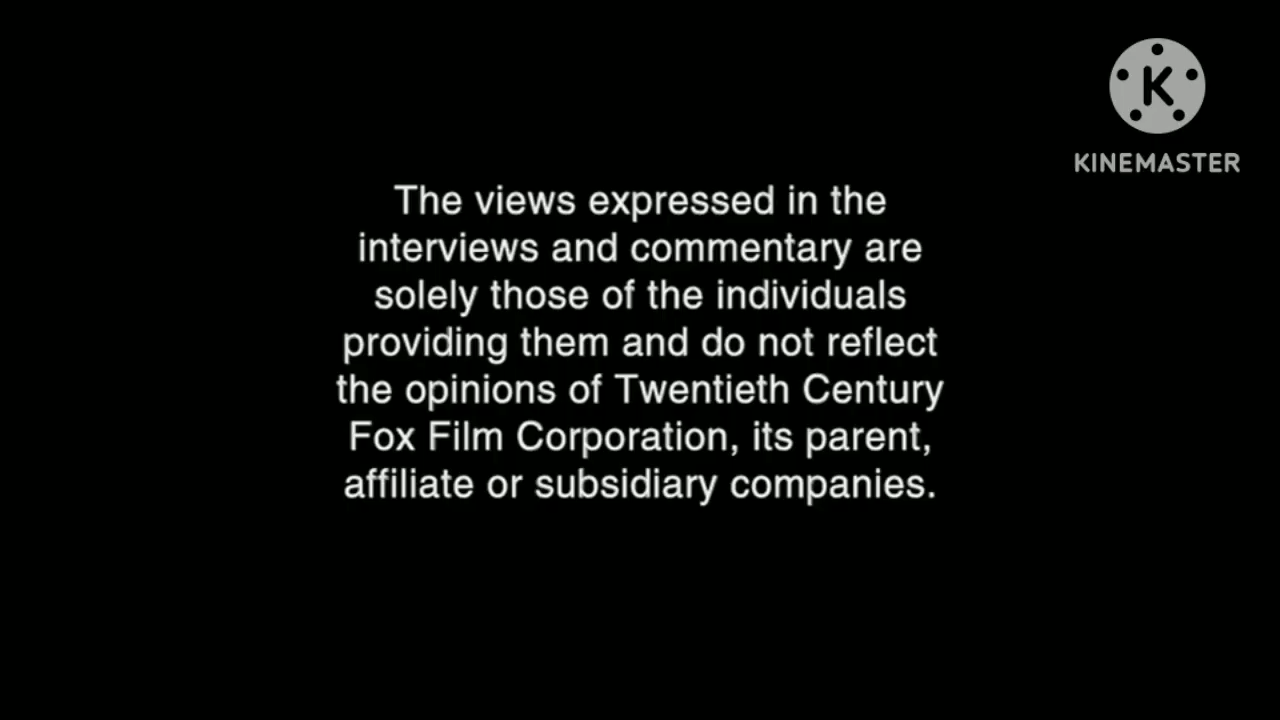 K
KINEMASTER
The views expressed in the
interviews and commentary are
solely those of the individuals
providing them and do not reflect
the opinions of Twentieth Century
Fox Film Corporation, its parent,
affiliate or subsidiary companies.